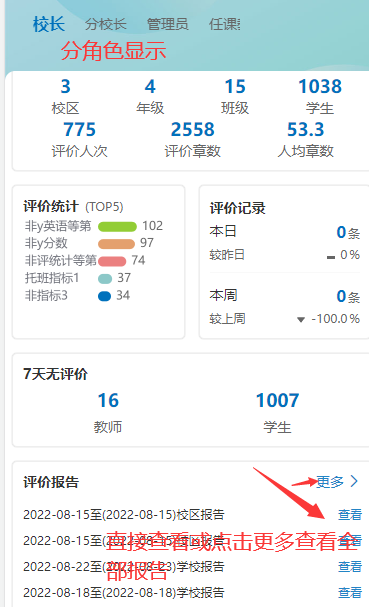 校长 分校长 管理员 任课
分角色显示
3 4 15 1038
校区 年级 班级 学生
775 2558 53.3
评价人次 评价章数 人均章数
评价统计 (TOP5)
非y英语等第 102
非y分数 97
非评统计等第 74
托班指标1 37
非指标3 34
评价记录
本日 0条
较昨日 0%
本周 0条
较上周 -100.0%
7天无评价
16 1007
教师 学生
评价报告 更多
2022-08-15至(2022-08-15)校区报告 查看
2022-08-15至(2022-08-15)校 报告 查看
直接查看或点击更多查看全
部报告
2022-08-22至(2022-08-23)学校报告 查看
2022-08-18至(2022-08-18)学校报告 查看